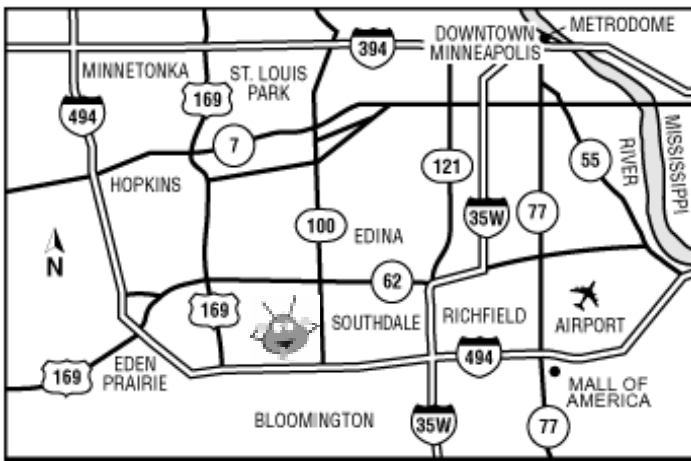 METRODOME
DOWNTOWN
MINNEAPOLIS
394
MINNETONKA
ST. LOUIS
PARK
169
494
7
HOPKINS
121
55
RIVER
MISSISSIPPI
100
EDINA
35W
77
N
62
169
SOUTHDALE
RICHFIELD
AIRPORT
494
EDEN
PRAIRIE
169
MALL OF
AMERICA
BLOOMINGTON
35W
77